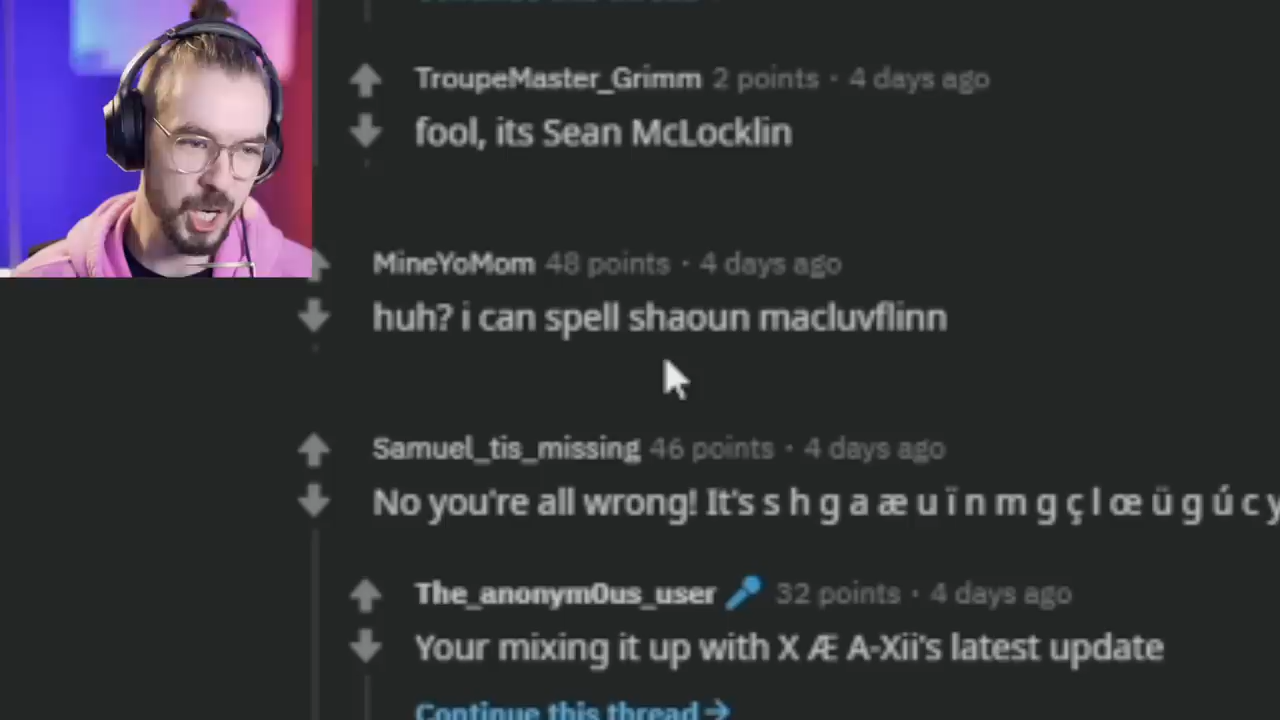 TroupeMaster_Grimm 2 points · 4 days ago
fool, its Sean McLocklin
MineYoMom 48 points · 4 days ago
huh? i can spell shaoun macluvflinn
Samuel_tis_missing 46 points · 4 days ago
No you're all wrong! It's s h g a æ u ï n m g ç l œ ü g ú c y
The_anonym0us_user 🎤 32 points · 4 days ago
Your mixing it up with X Æ A-Xii's latest update
Continue this thread →